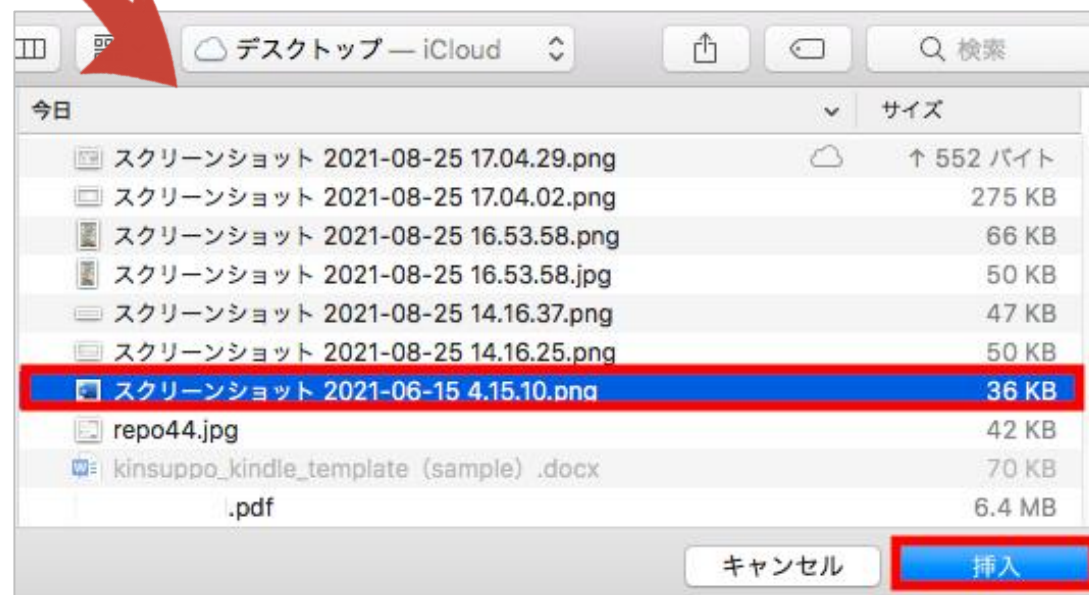 デスクトップ — iCloud
検索
今日 サイズ
スクリーンショット 2021-08-25 17.04.29.png ↑ 552 バイト
スクリーンショット 2021-08-25 17.04.02.png 275 KB
スクリーンショット 2021-08-25 16.53.58.png 66 KB
スクリーンショット 2021-08-25 16.53.58.jpg 50 KB
スクリーンショット 2021-08-25 14.16.37.png 47 KB
スクリーンショット 2021-08-25 14.16.25.png 50 KB
スクリーンショット 2021-06-15 4.15.10.png 36 KB
repo44.jpg 42 KB
kinsuppo_kindle_template（sample）.docx 70 KB
.pdf 6.4 MB
キャンセル 挿入